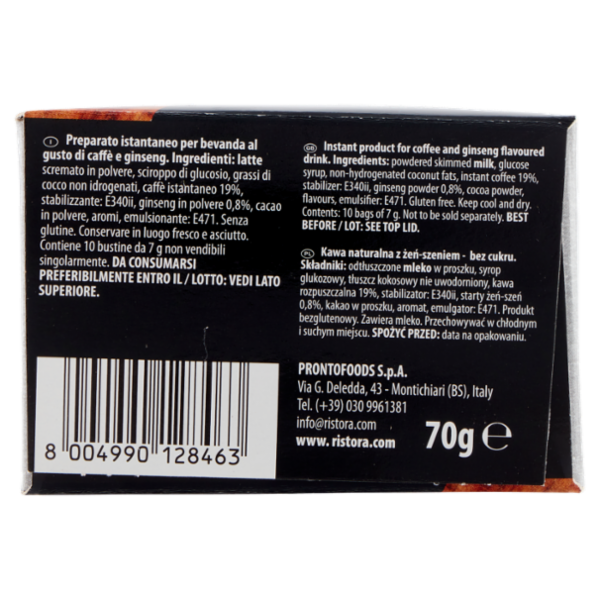 I Preparato istantaneo per bevanda al
gusto di caffè e ginseng. Ingredienti: latte
scremato in polvere, sciroppo di glucosio, grassi di
cocco non idrogenati, caffè istantaneo 19%,
stabilizzante: E340ii, ginseng in polvere 0,8%, cacao
in polvere, aromi, emulsionante: E471. Senza
glutine. Conservare in luogo fresco e asciutto.
Contiene 10 bustine da 7 g non vendibili
singolarmente. DA CONSUMARSI
PREFERIBILMENTE ENTRO IL / LOTTO: VEDI LATO
SUPERIORE.
8 004990 128463
GB Instant product for coffee and ginseng flavoured
drink. Ingredients: powdered skimmed milk, glucose
syrup, non-hydrogenated coconut fats, instant coffee 19%,
stabilizer: E340ii, ginseng powder 0,8%, cocoa powder,
flavours, emulsifier: E471. Gluten free. Keep cool and dry.
Contents: 10 bags of 7 g. Not to be sold separately. BEST
BEFORE / LOT: SEE TOP LID.
PL Kawa naturalna z żeń-szeniem - bez cukru.
Składniki: odtłuszczone mleko w proszku, syrop
glukozowy, tłuszcz kokosowy nie uwodorniony, kawa
rozpuszczalna 19%, stabilizator: E340ii, starty żeń-szeń
0,8%, kakao w proszku, aromat, emulgator: E471. Produkt
bezglutenowy. Zawiera mleko. Przechowywać w chłodnym
i suchym miejscu. SPOŻYĆ PRZED: data na opakowaniu.
PRONTOFOODS S.p.A.
Via G. Deledda, 43 - Montichiari (BS), Italy
Tel. (+39) 030 9961381
info@ristora.com
www.ristora.com 70g ℮